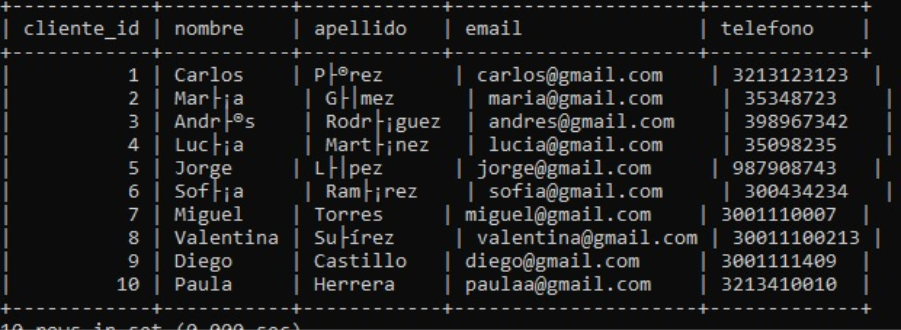 | cliente_id | nombre | apellido | email | telefono |
| 1 | Carlos | P├®rez | carlos@gmail.com | 3213123123 |
| 2 | Mar├¡a | G├│mez | maria@gmail.com | 35348723 |
| 3 | Andr├®s | Rodr├¡guez | andres@gmail.com | 398967342 |
| 4 | Luc├¡a | Mart├¡nez | lucia@gmail.com | 35098235 |
| 5 | Jorge | L├│pez | jorge@gmail.com | 987908743 |
| 6 | Sof├¡a | Ram├¡rez | sofia@gmail.com | 300434234 |
| 7 | Miguel | Torres | miguel@gmail.com | 3001110007 |
| 8 | Valentina | Su├írez | valentina@gmail.com | 30011100213 |
| 9 | Diego | Castillo | diego@gmail.com | 3001111409 |
| 10 | Paula | Herrera | paulaa@gmail.com | 3213410010 |
10 rows in set (0.000 sec)